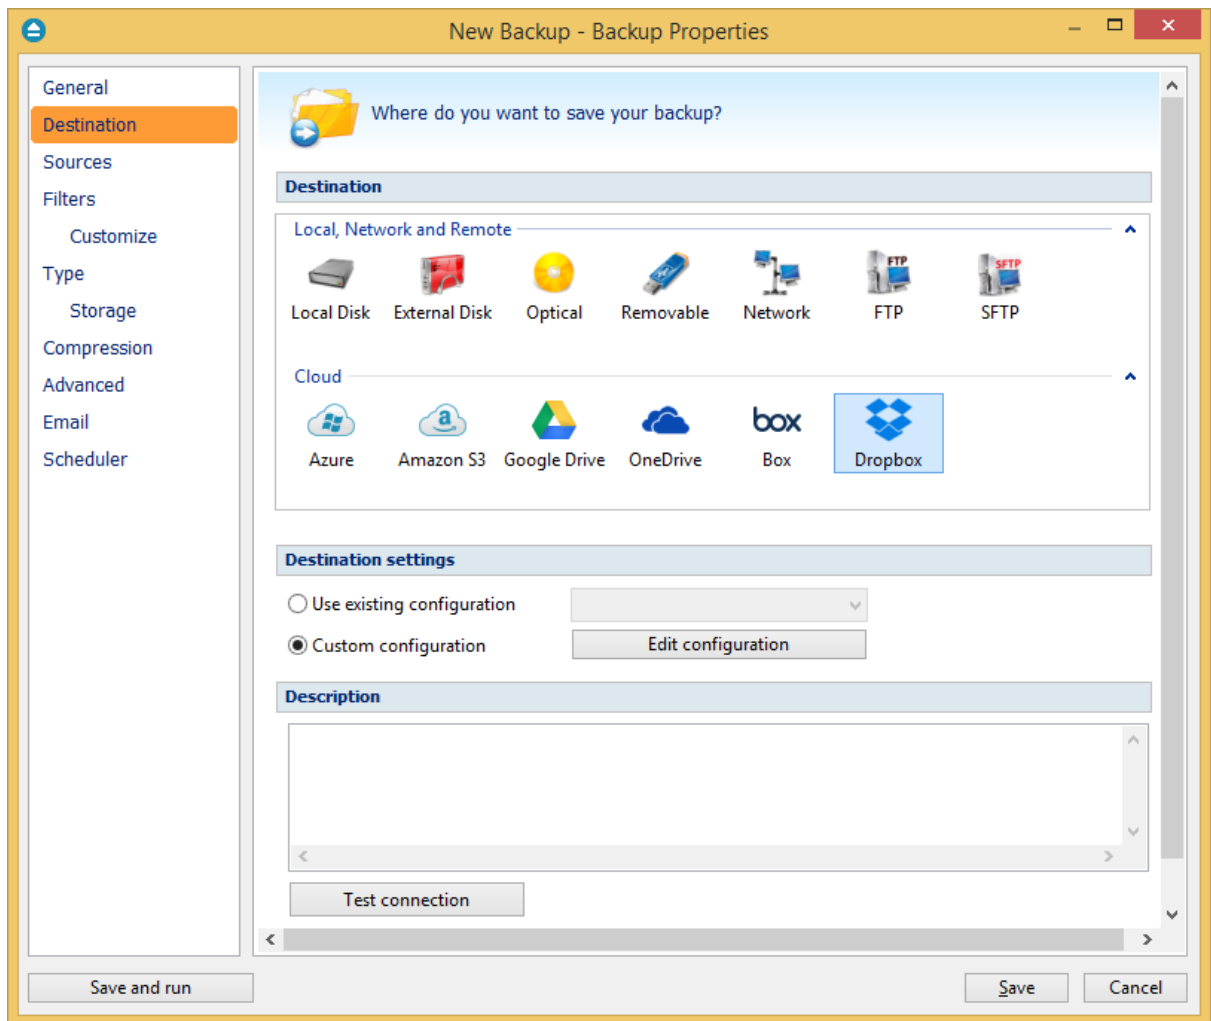 New Backup - Backup Properties
General
Destination
Sources
Filters
Customize
Type
Storage
Compression
Advanced
Email
Scheduler
Where do you want to save your backup?
Destination
Local, Network and Remote
FTP SFTP
Local Disk External Disk Optical Removable Network FTP SFTP
Cloud
a box
Azure Amazon S3 Google Drive OneDrive Box Dropbox
Destination settings
Use existing configuration
Custom configuration Edit configuration
Description
Test connection
Save and run Save Cancel